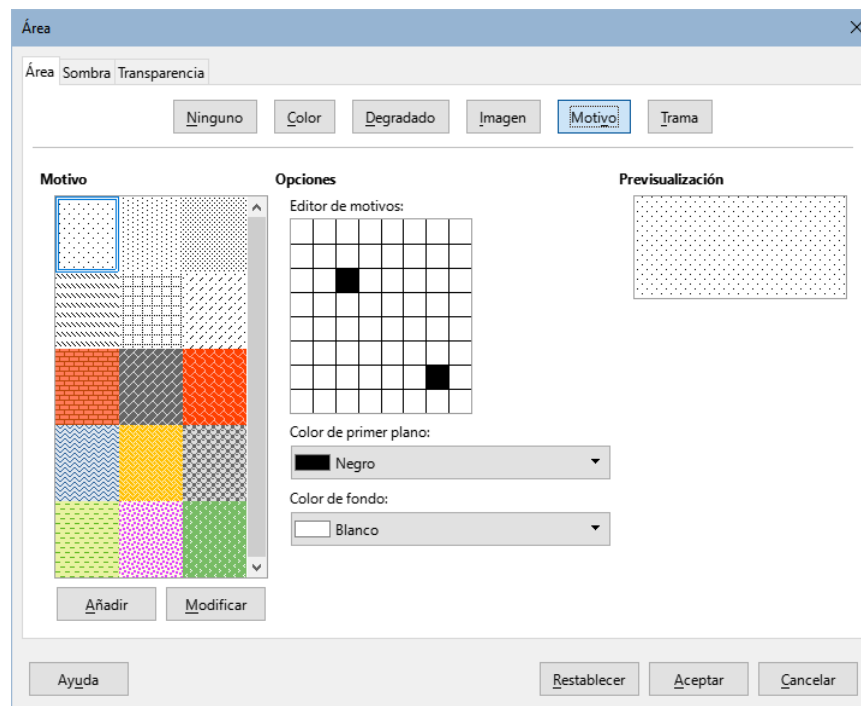 Área
Área Sombra Transparencia
Ninguno Color Degradado Imagen Motivo Trama
Motivo Opciones Previsualización
Editor de motivos:
Color de primer plano:
Negro
Color de fondo:
Blanco
Añadir Modificar
Ayuda Restablecer Aceptar Cancelar